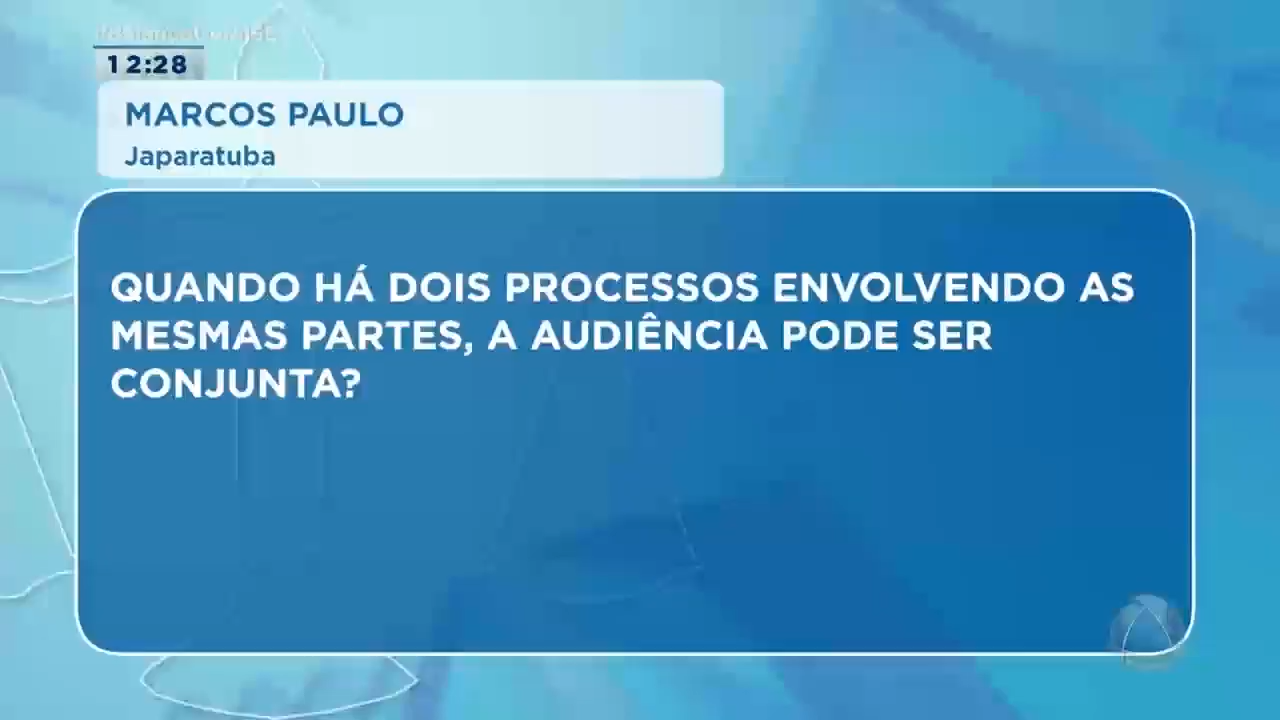 12:28
MARCOS PAULO
Japaratuba
QUANDO HÁ DOIS PROCESSOS ENVOLVENDO AS
MESMAS PARTES, A AUDIÊNCIA PODE SER
CONJUNTA?